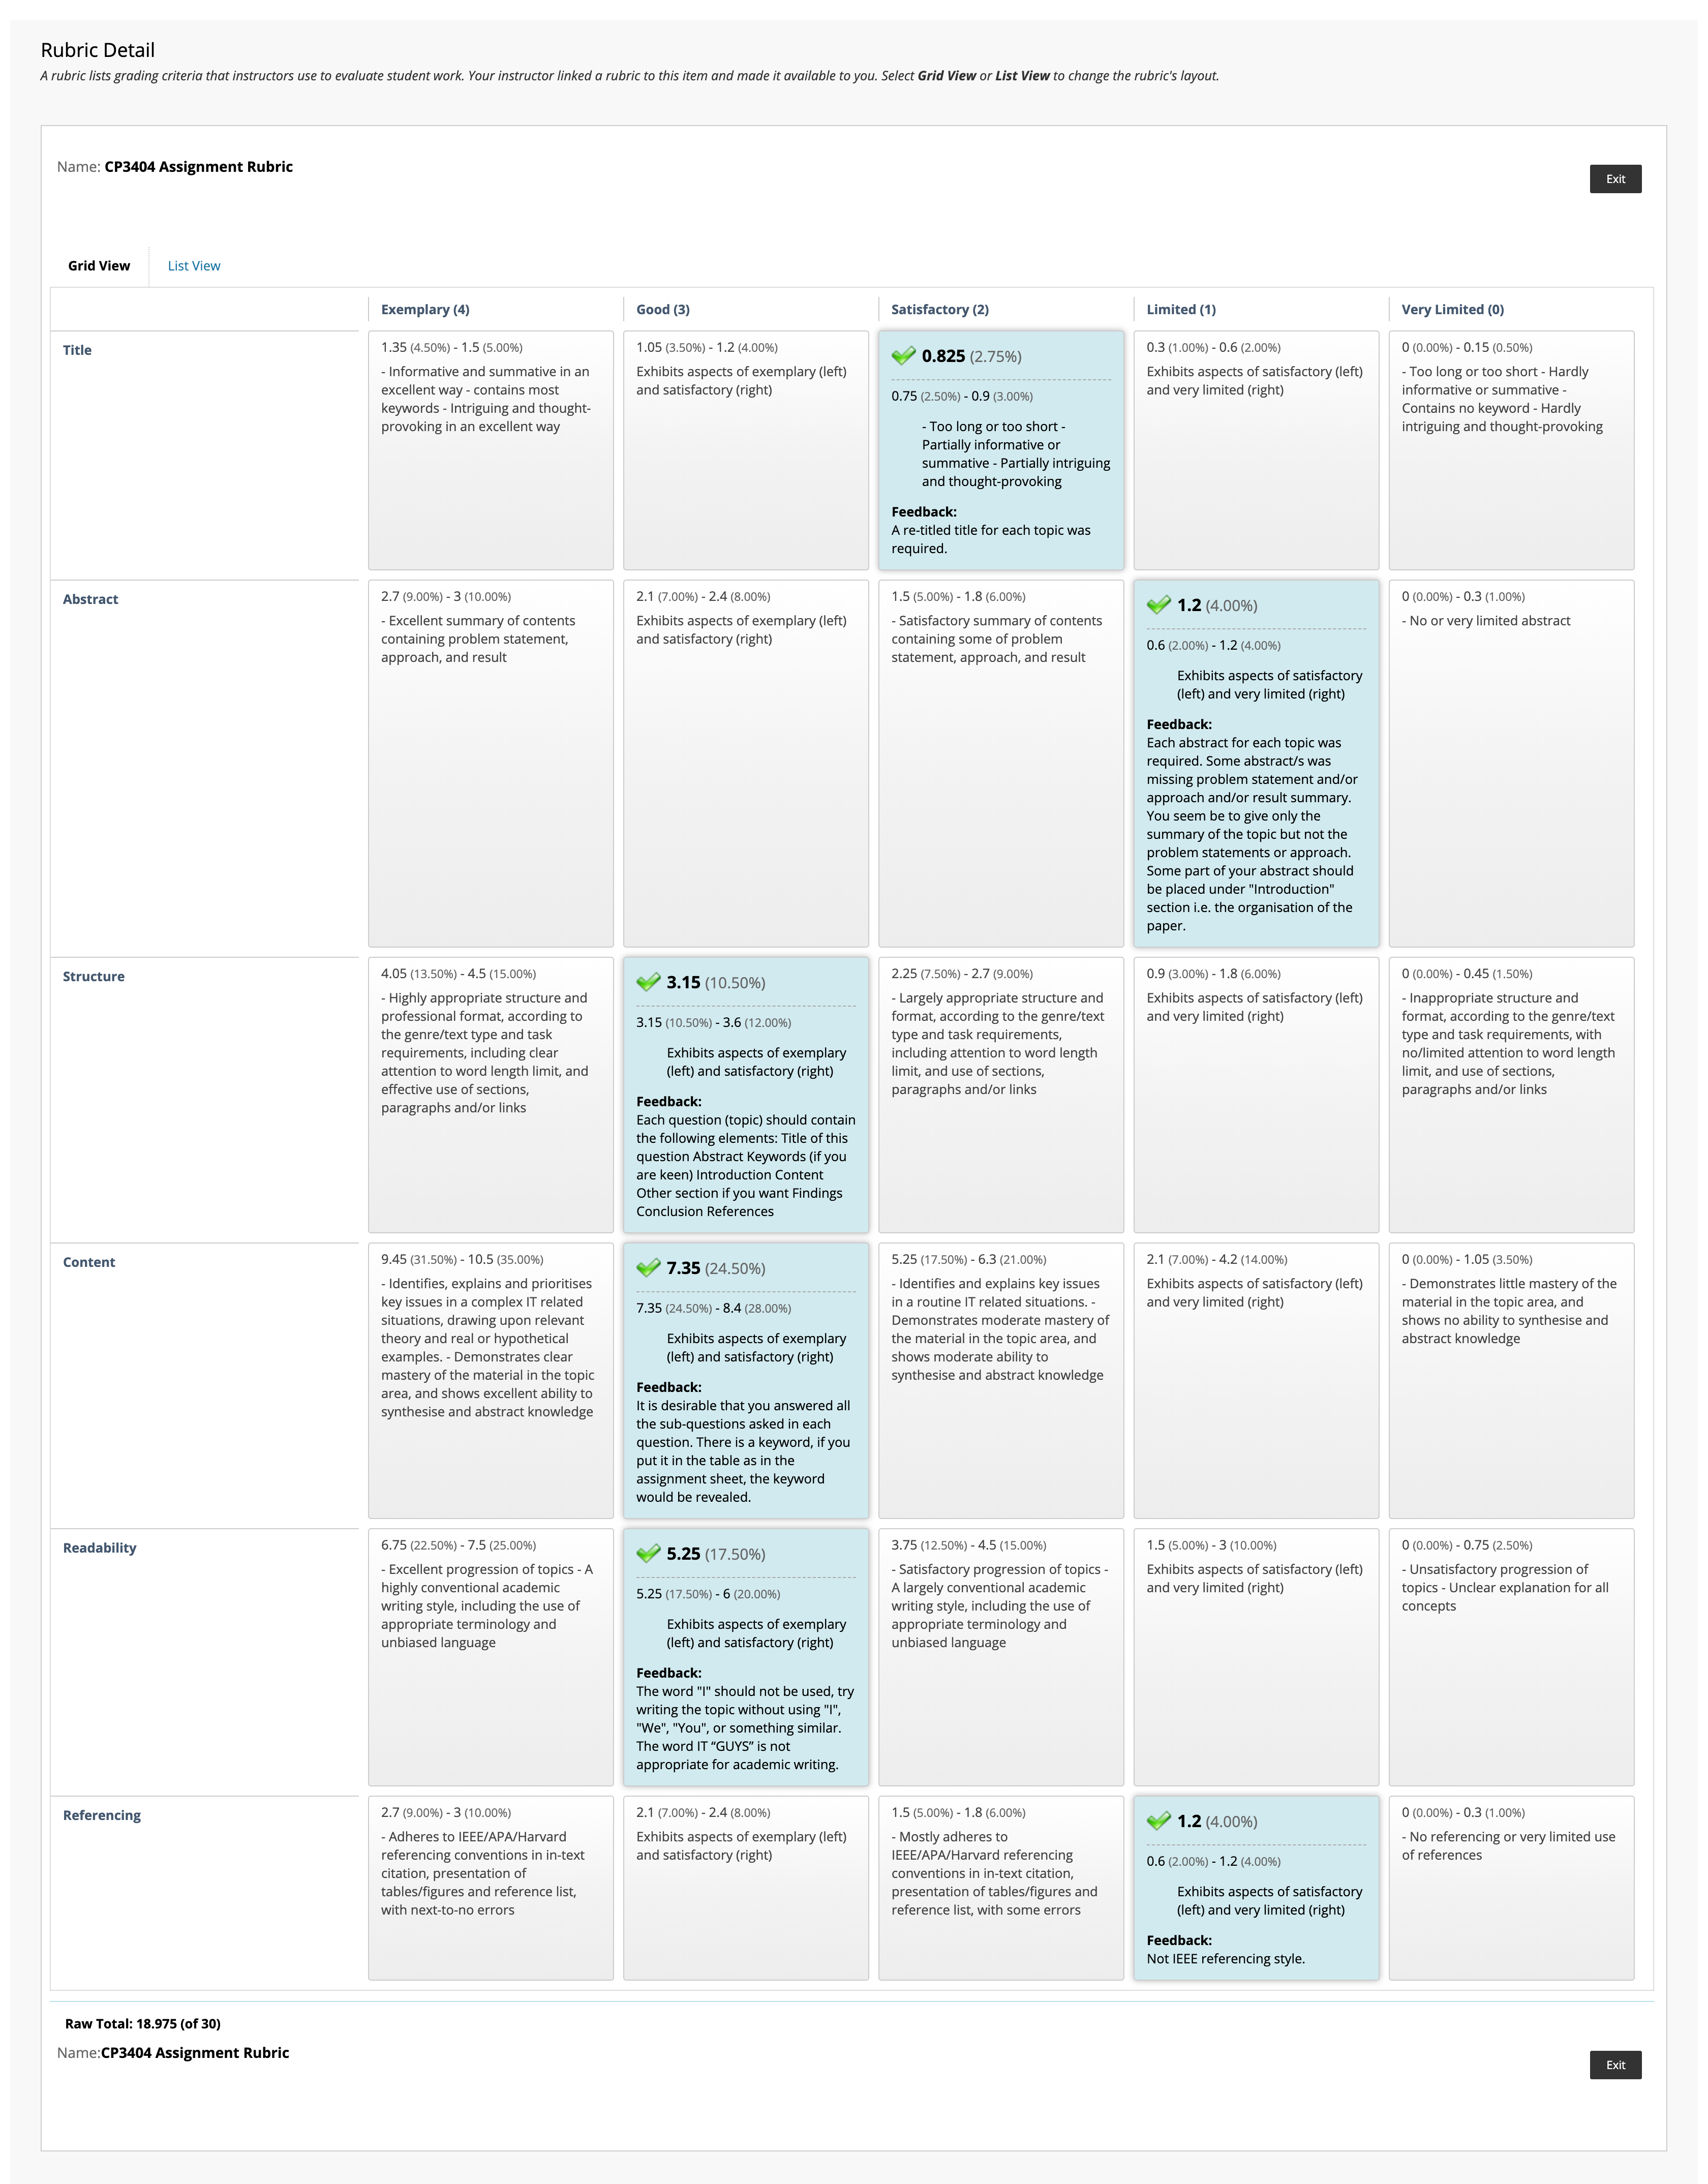 Rubric Detail
A rubric lists grading criteria that instructors use to evaluate student work. Your instructor linked a rubric to this item and made it available to you. Select Grid View or List View to change the rubric's layout.
Name: CP3404 Assignment Rubric
Exit
Grid View
List View
Exemplary (4)
Good (3)
Satisfactory (2)
Limited (1)
Very Limited (0)
Title
1.35 (4.50%) - 1.5 (5.00%)
- Informative and summative in an
excellent way - contains most
keywords - Intriguing and thought-
provoking in an excellent way
1.05 (3.50%) - 1.2 (4.00%)
Exhibits aspects of exemplary (left)
and satisfactory (right)
0.825 (2.75%)
0.75 (2.50%) - 0.9 (3.00%)
- Too long or too short -
Partially informative or
summative - Partially intriguing
and thought-provoking
Feedback:
A re-titled title for each topic was
required.
0.3 (1.00%) - 0.6 (2.00%)
Exhibits aspects of satisfactory (left)
and very limited (right)
0 (0.00%) - 0.15 (0.50%)
- Too long or too short - Hardly
informative or summative -
Contains no keyword - Hardly
intriguing and thought-provoking
Abstract
2.7 (9.00%) - 3 (10.00%)
- Excellent summary of contents
containing problem statement,
approach, and result
2.1 (7.00%) - 2.4 (8.00%)
Exhibits aspects of exemplary (left)
and satisfactory (right)
1.5 (5.00%) - 1.8 (6.00%)
- Satisfactory summary of contents
containing some of problem
statement, approach, and result
1.2 (4.00%)
0.6 (2.00%) - 1.2 (4.00%)
Exhibits aspects of satisfactory
(left) and very limited (right)
Feedback:
Each abstract for each topic was
required. Some abstract/s was
missing problem statement and/or
approach and/or result summary.
You seem be to give only the
summary of the topic but not the
problem statements or approach.
Some part of your abstract should
be placed under "Introduction"
section i.e. the organisation of the
paper.
0 (0.00%) - 0.3 (1.00%)
- No or very limited abstract
Structure
4.05 (13.50%) - 4.5 (15.00%)
- Highly appropriate structure and
professional format, according to
the genre/text type and task
requirements, including clear
attention to word length limit, and
effective use of sections,
paragraphs and/or links
3.15 (10.50%)
3.15 (10.50%) - 3.6 (12.00%)
Exhibits aspects of exemplary
(left) and satisfactory (right)
Feedback:
Each question (topic) should contain
the following elements: Title of this
question Abstract Keywords (if you
are keen) Introduction Content
Other section if you want Findings
Conclusion References
2.25 (7.50%) - 2.7 (9.00%)
- Largely appropriate structure and
format, according to the genre/text
type and task requirements,
including attention to word length
limit, and use of sections,
paragraphs and/or links
0.9 (3.00%) - 1.8 (6.00%)
Exhibits aspects of satisfactory (left)
and very limited (right)
0 (0.00%) - 0.45 (1.50%)
- Inappropriate structure and
format, according to the genre/text
type and task requirements, with
no/limited attention to word length
limit, and use of sections,
paragraphs and/or links
Content
9.45 (31.50%) - 10.5 (35.00%)
- Identifies, explains and prioritises
key issues in a complex IT related
situations, drawing upon relevant
theory and real or hypothetical
examples. - Demonstrates clear
mastery of the material in the topic
area, and shows excellent ability to
synthesise and abstract knowledge
7.35 (24.50%)
7.35 (24.50%) - 8.4 (28.00%)
Exhibits aspects of exemplary
(left) and satisfactory (right)
Feedback:
It is desirable that you answered all
the sub-questions asked in each
question. There is a keyword, if you
put it in the table as in the
assignment sheet, the keyword
would be revealed.
5.25 (17.50%) - 6.3 (21.00%)
- Identifies and explains key issues
in a routine IT related situations. -
Demonstrates moderate mastery of
the material in the topic area, and
shows moderate ability to
synthesise and abstract knowledge
2.1 (7.00%) - 4.2 (14.00%)
Exhibits aspects of satisfactory (left)
and very limited (right)
0 (0.00%) - 1.05 (3.50%)
- Demonstrates little mastery of the
material in the topic area, and
shows no ability to synthesise and
abstract knowledge
Readability
6.75 (22.50%) - 7.5 (25.00%)
- Excellent progression of topics - A
highly conventional academic
writing style, including the use of
appropriate terminology and
unbiased language
5.25 (17.50%)
5.25 (17.50%) - 6 (20.00%)
Exhibits aspects of exemplary
(left) and satisfactory (right)
Feedback:
The word "I" should not be used, try
writing the topic without using "I",
"We", "You", or something similar.
The word IT “GUYS” is not
appropriate for academic writing.
3.75 (12.50%) - 4.5 (15.00%)
- Satisfactory progression of topics -
A largely conventional academic
writing style, including the use of
appropriate terminology and
unbiased language
1.5 (5.00%) - 3 (10.00%)
Exhibits aspects of satisfactory (left)
and very limited (right)
0 (0.00%) - 0.75 (2.50%)
- Unsatisfactory progression of
topics - Unclear explanation for all
concepts
Referencing
2.7 (9.00%) - 3 (10.00%)
- Adheres to IEEE/APA/Harvard
referencing conventions in in-text
citation, presentation of
tables/figures and reference list,
with next-to-no errors
2.1 (7.00%) - 2.4 (8.00%)
Exhibits aspects of exemplary (left)
and satisfactory (right)
1.5 (5.00%) - 1.8 (6.00%)
- Mostly adheres to
IEEE/APA/Harvard referencing
conventions in in-text citation,
presentation of tables/figures and
reference list, with some errors
1.2 (4.00%)
0.6 (2.00%) - 1.2 (4.00%)
Exhibits aspects of satisfactory
(left) and very limited (right)
Feedback:
Not IEEE referencing style.
0 (0.00%) - 0.3 (1.00%)
- No referencing or very limited use
of references
Raw Total: 18.975 (of 30)
Name:CP3404 Assignment Rubric
Exit